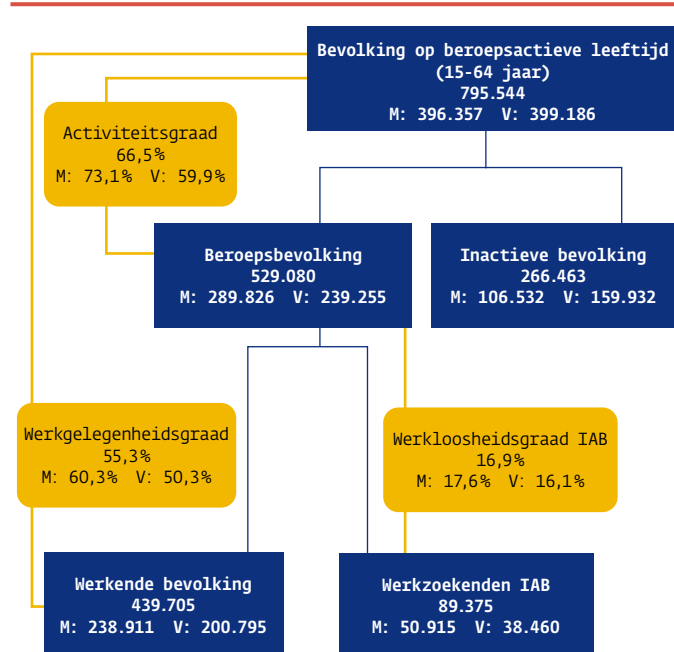 Bevolking op beroepsactieve leeftijd
(15-64 jaar)
795.544
M: 396.357 V: 399.186
Activiteitsgraad
66,5%
M: 73,1% V: 59,9%
Beroepsbevolking
529.080
M: 289.826 V: 239.255
Inactieve bevolking
266.463
M: 106.532 V: 159.932
Werkgelegenheidsgraad
55,3%
M: 60,3% V: 50,3%
Werkloosheidsgraad IAB
16,9%
M: 17,6% V: 16,1%
Werkende bevolking
439.705
M: 238.911 V: 200.795
Werkzoekenden IAB
89.375
M: 50.915 V: 38.460